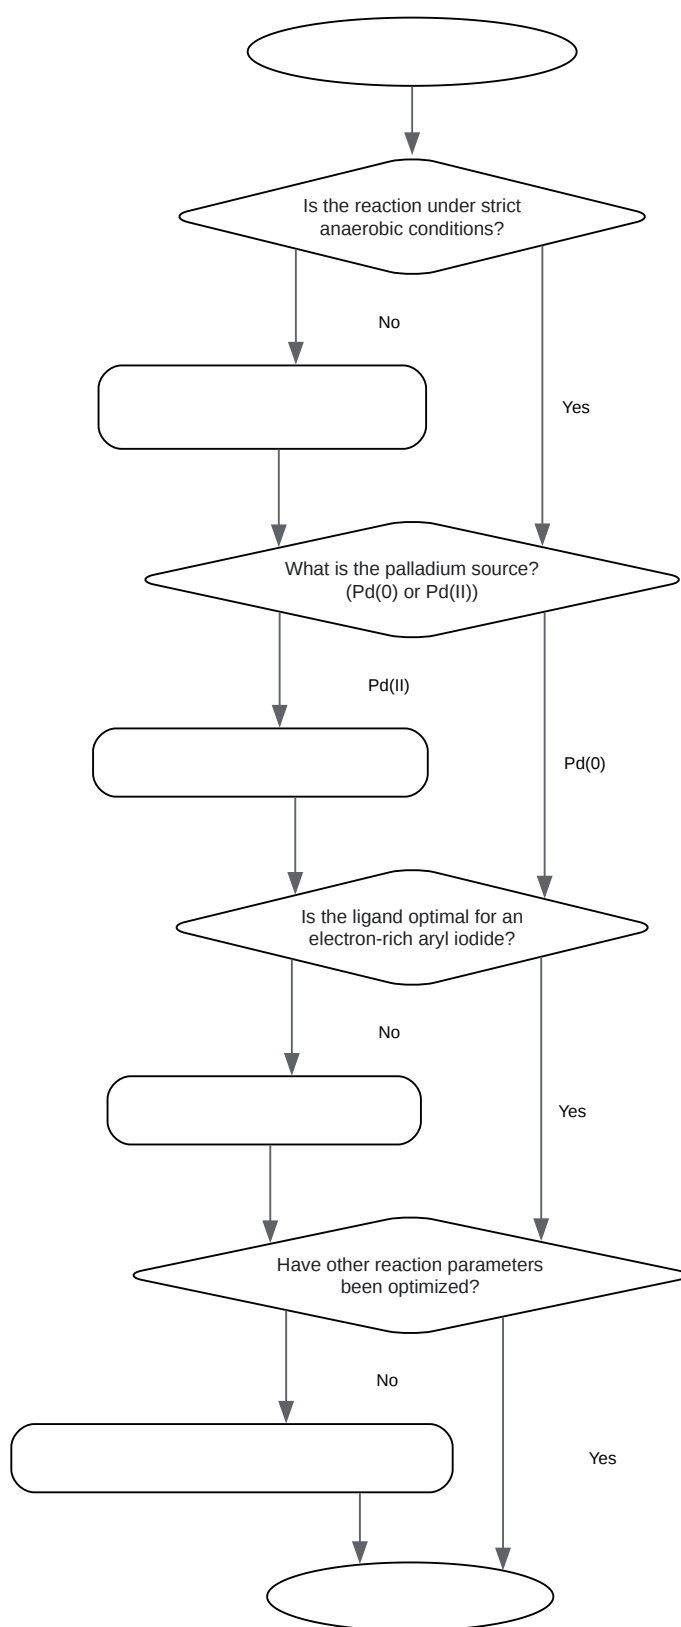 Is the reaction under strict
anaerobic conditions?
No
Yes
What is the palladium source?
(Pd(0) or Pd(II))
Pd(II)
Pd(0)
Is the ligand optimal for an
electron-rich aryl iodide?
No
Yes
Have other reaction parameters
been optimized?
No
Yes